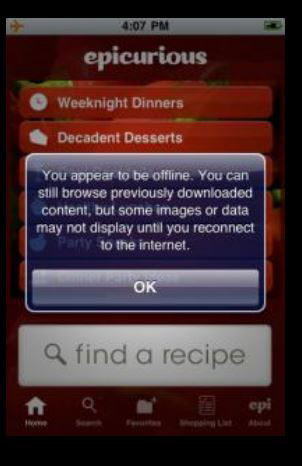 4:07 PM
epicurious
Weeknight Dinners
Decadent Desserts
You appear to be offline. You can
still browse previously downloaded
content, but some images or data
may not display until you reconnect
to the internet.
Party
OK
find a recipe
epi
Home Search Favorites Shopping List About